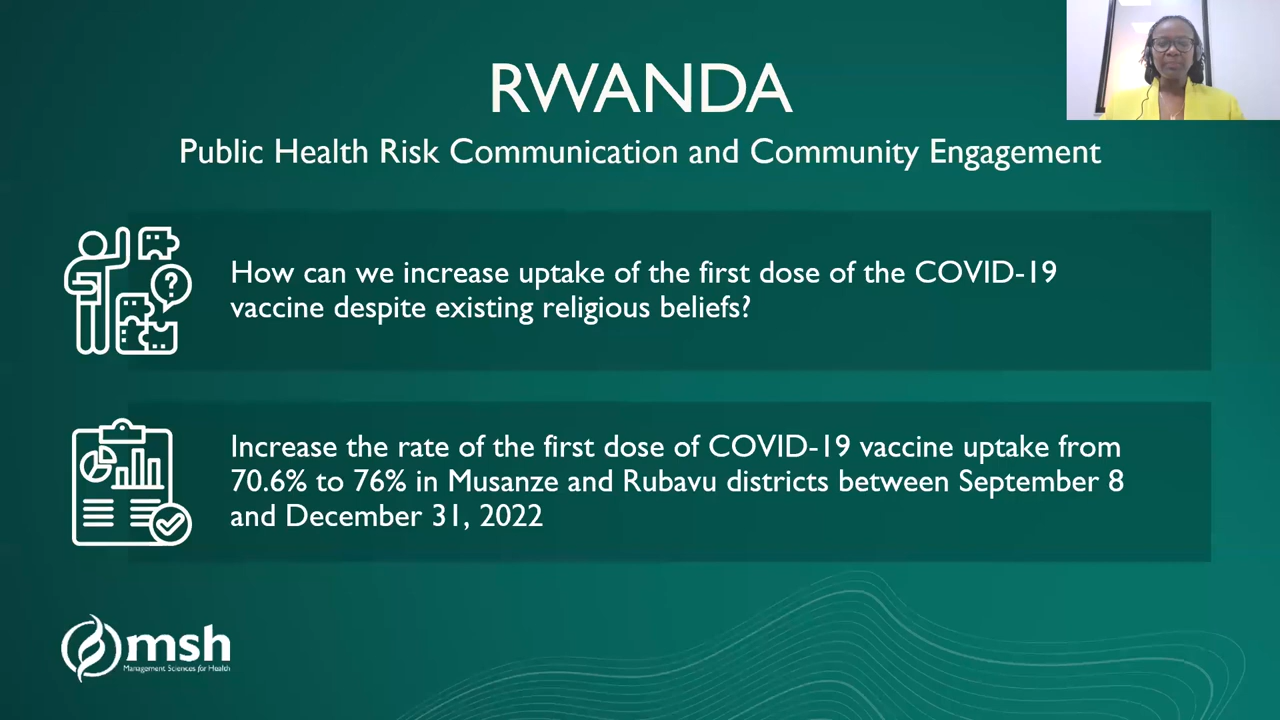 RWANDA
Public Health Risk Communication and Community Engagement
How can we increase uptake of the first dose of the COVID-19
vaccine despite existing religious beliefs?
?
Increase the rate of the first dose of COVID-19 vaccine uptake from
70.6% to 76% in Musanze and Rubavu districts between September 8
and December 31, 2022
msh
Management Sciences for Health